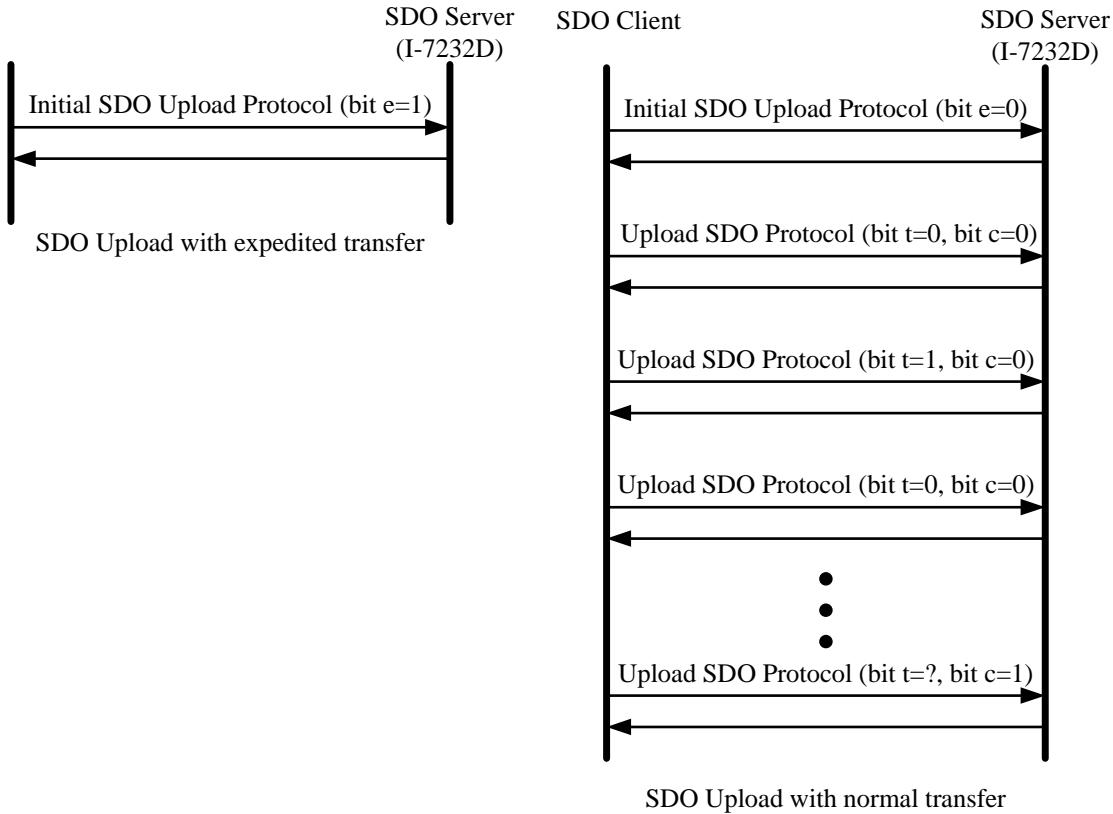 SDO Server
(I-7232D)
Initial SDO Upload Protocol (bit e=1)
SDO Upload with expedited transfer
SDO Client
SDO Server
(I-7232D)
Initial SDO Upload Protocol (bit e=0)
Upload SDO Protocol (bit t=0, bit c=0)
Upload SDO Protocol (bit t=1, bit c=0)
Upload SDO Protocol (bit t=0, bit c=0)
Upload SDO Protocol (bit t=?, bit c=1)
SDO Upload with normal transfer